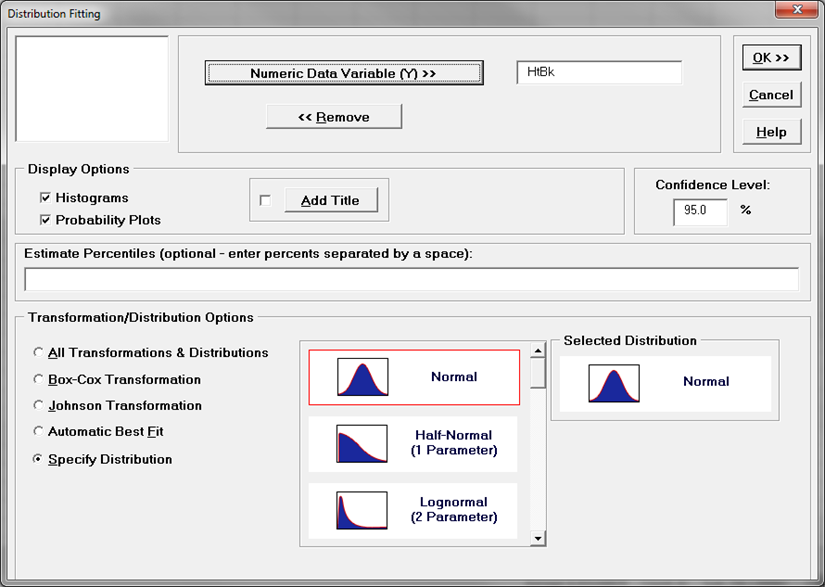 Distribution Fitting
Numeric Data Variable (Y) >>
HtBk
<< Remove
OK >>
Cancel
Help
Display Options
Histograms
Probability Plots
Add Title
Confidence Level:
95.0 %
Estimate Percentiles (optional - enter percents separated by a space):
Transformation/Distribution Options
All Transformations & Distributions
Box-Cox Transformation
Johnson Transformation
Automatic Best Fit
Specify Distribution
Normal
Half-Normal
(1 Parameter)
Lognormal
(2 Parameter)
Selected Distribution
Normal